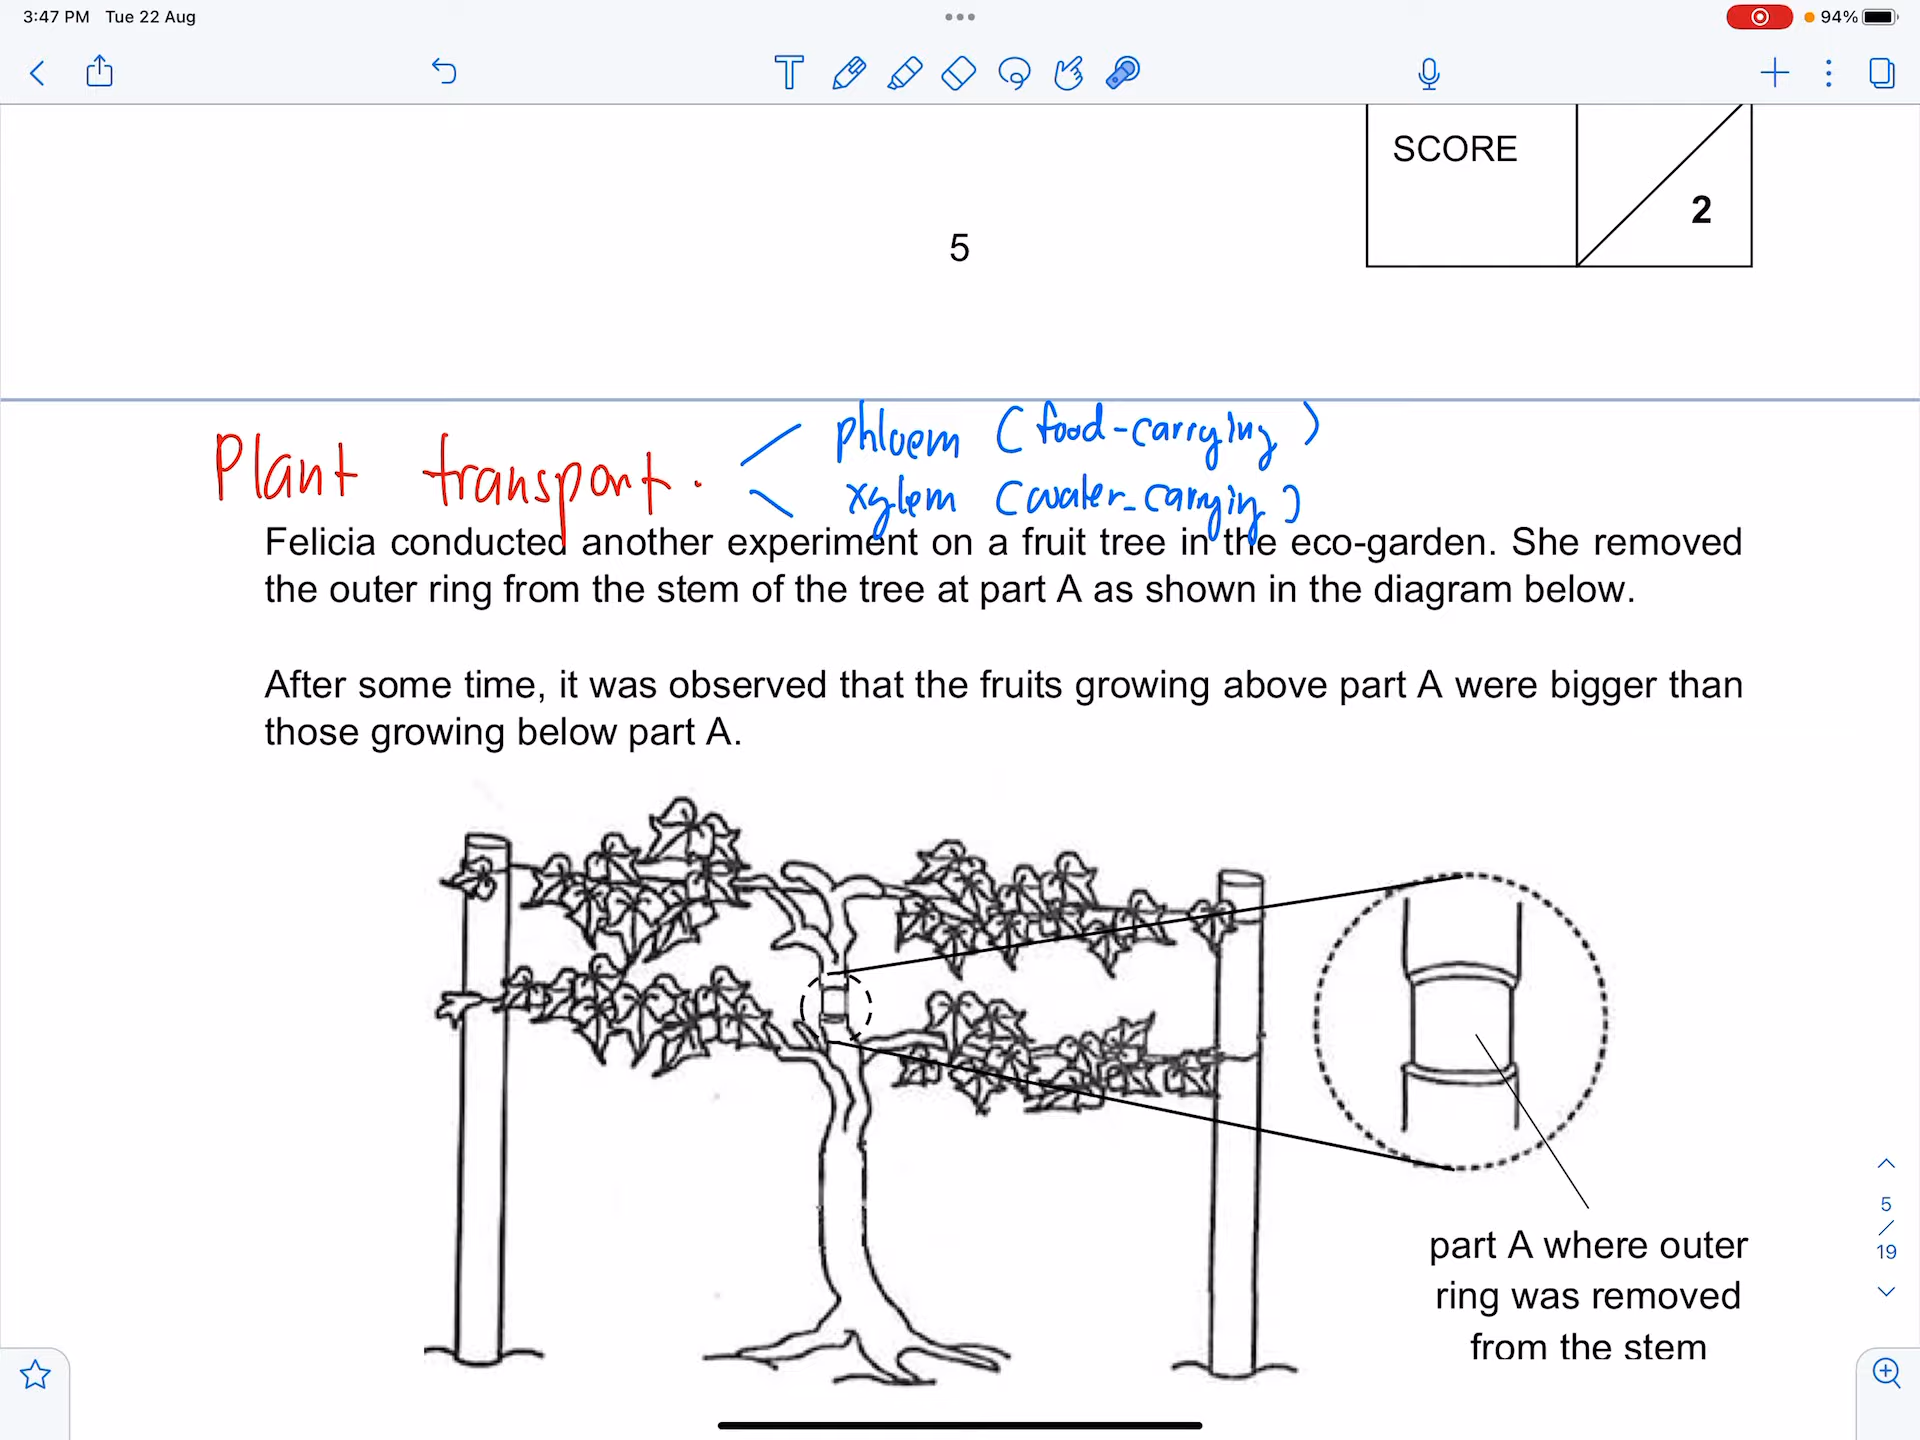 3:47 PM Tue 22 Aug
94%
SCORE
2
5
Plant transport.
phloem (food-carrying)
xylem (water-carrying)
Felicia conducted another experiment on a fruit tree in the eco-garden. She removed
the outer ring from the stem of the tree at part A as shown in the diagram below.
After some time, it was observed that the fruits growing above part A were bigger than
those growing below part A.
part A where outer
ring was removed
from the stem
5
/
19